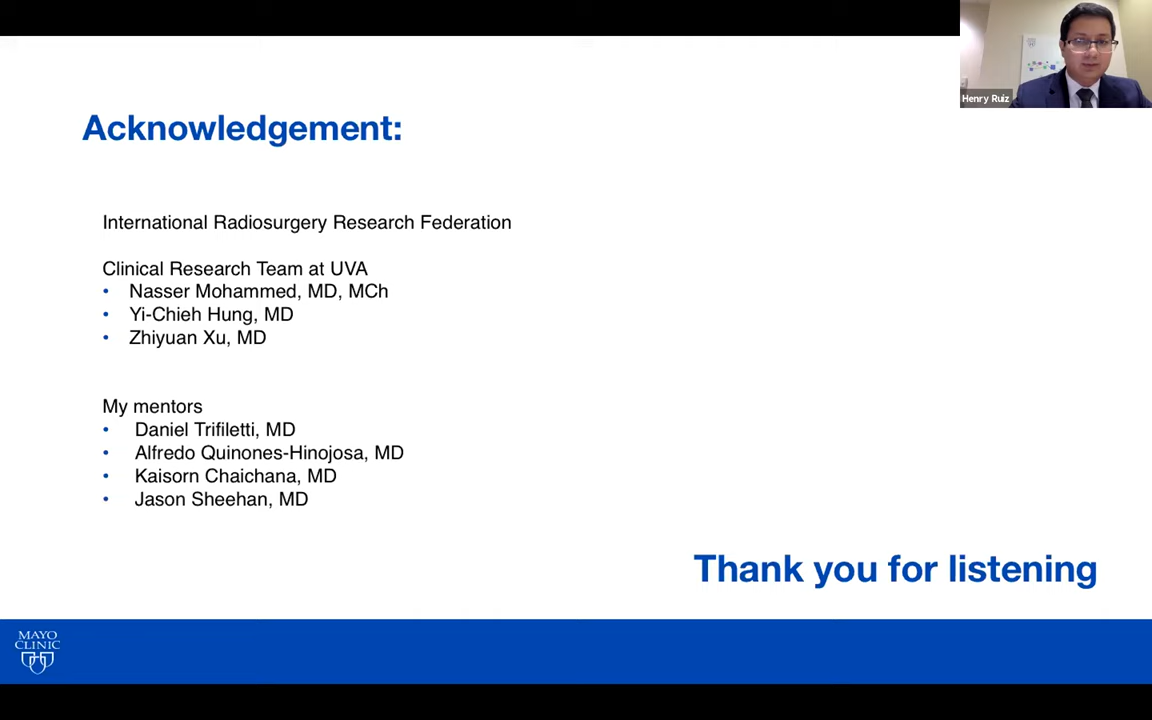 Henry Ruiz
Acknowledgement:
International Radiosurgery Research Federation
Clinical Research Team at UVA
• Nasser Mohammed, MD, MCh
• Yi-Chieh Hung, MD
• Zhiyuan Xu, MD
My mentors
• Daniel Trifiletti, MD
• Alfredo Quinones-Hinojosa, MD
• Kaisorn Chaichana, MD
• Jason Sheehan, MD
Thank you for listening
MAYO
CLINIC